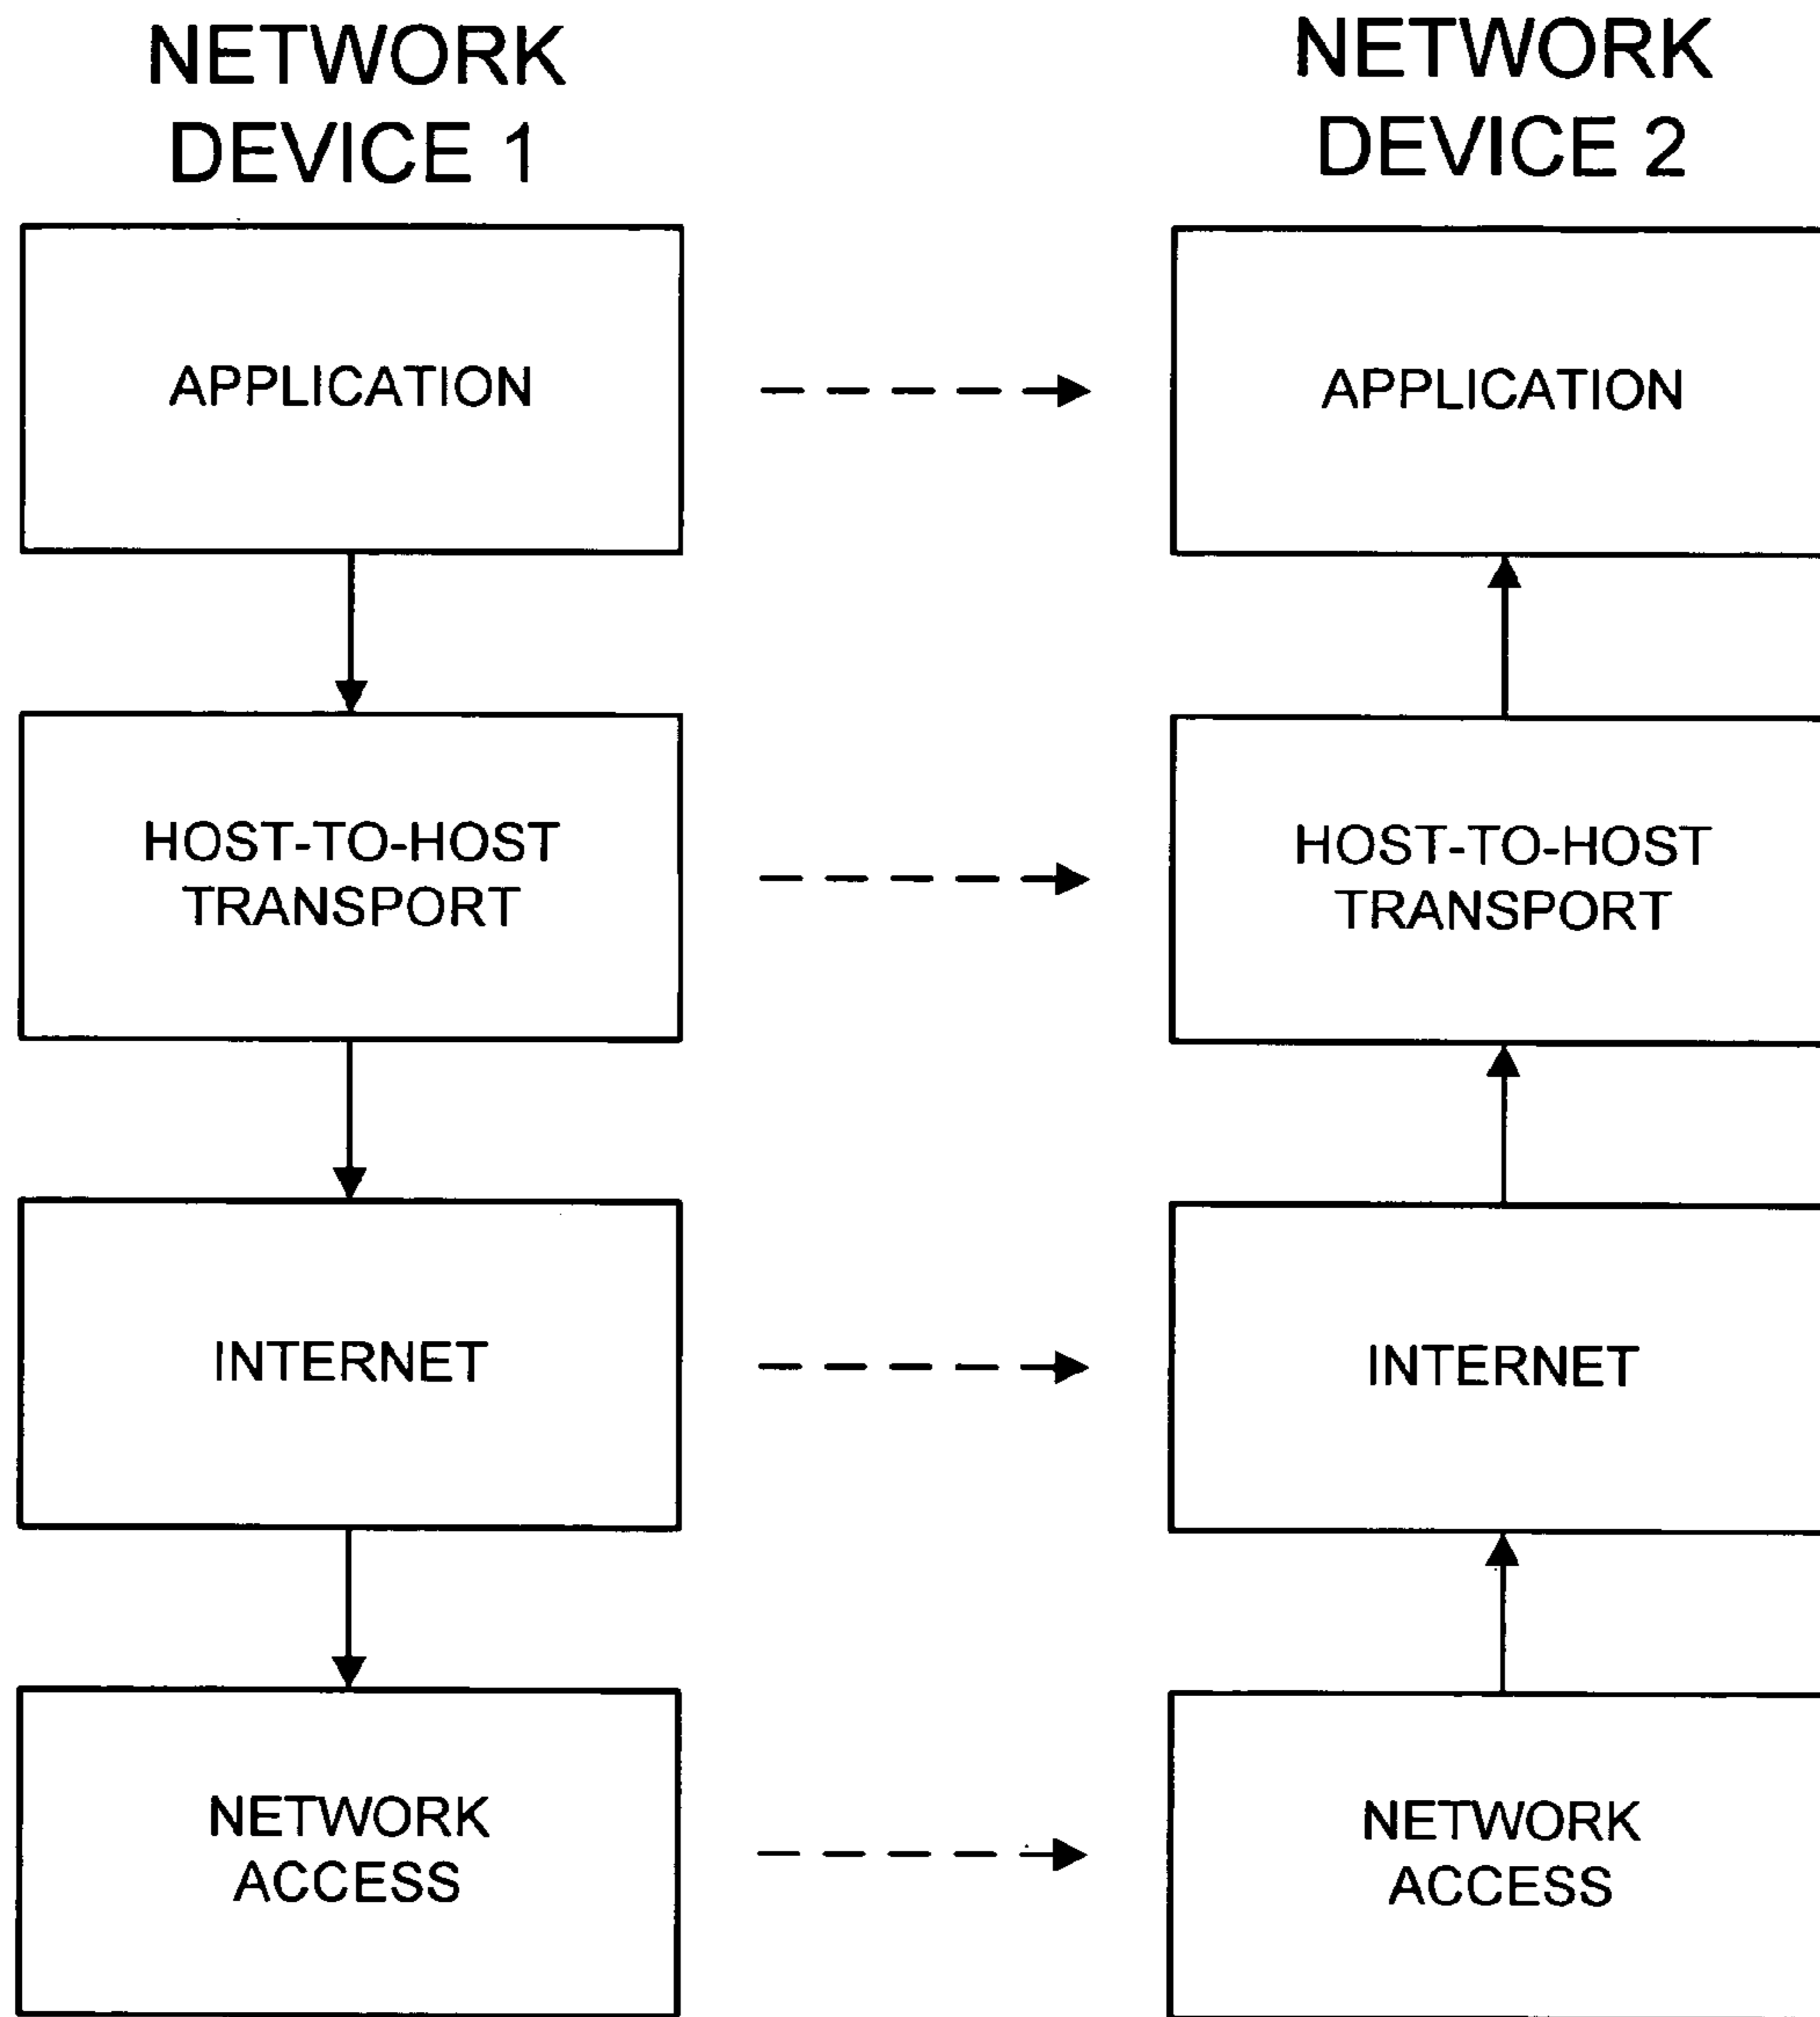 NETWORK
DEVICE 1
NETWORK
DEVICE 2
APPLICATION
APPLICATION
HOST-TO-HOST
TRANSPORT
HOST-TO-HOST
TRANSPORT
INTERNET
INTERNET
NETWORK
ACCESS
NETWORK
ACCESS